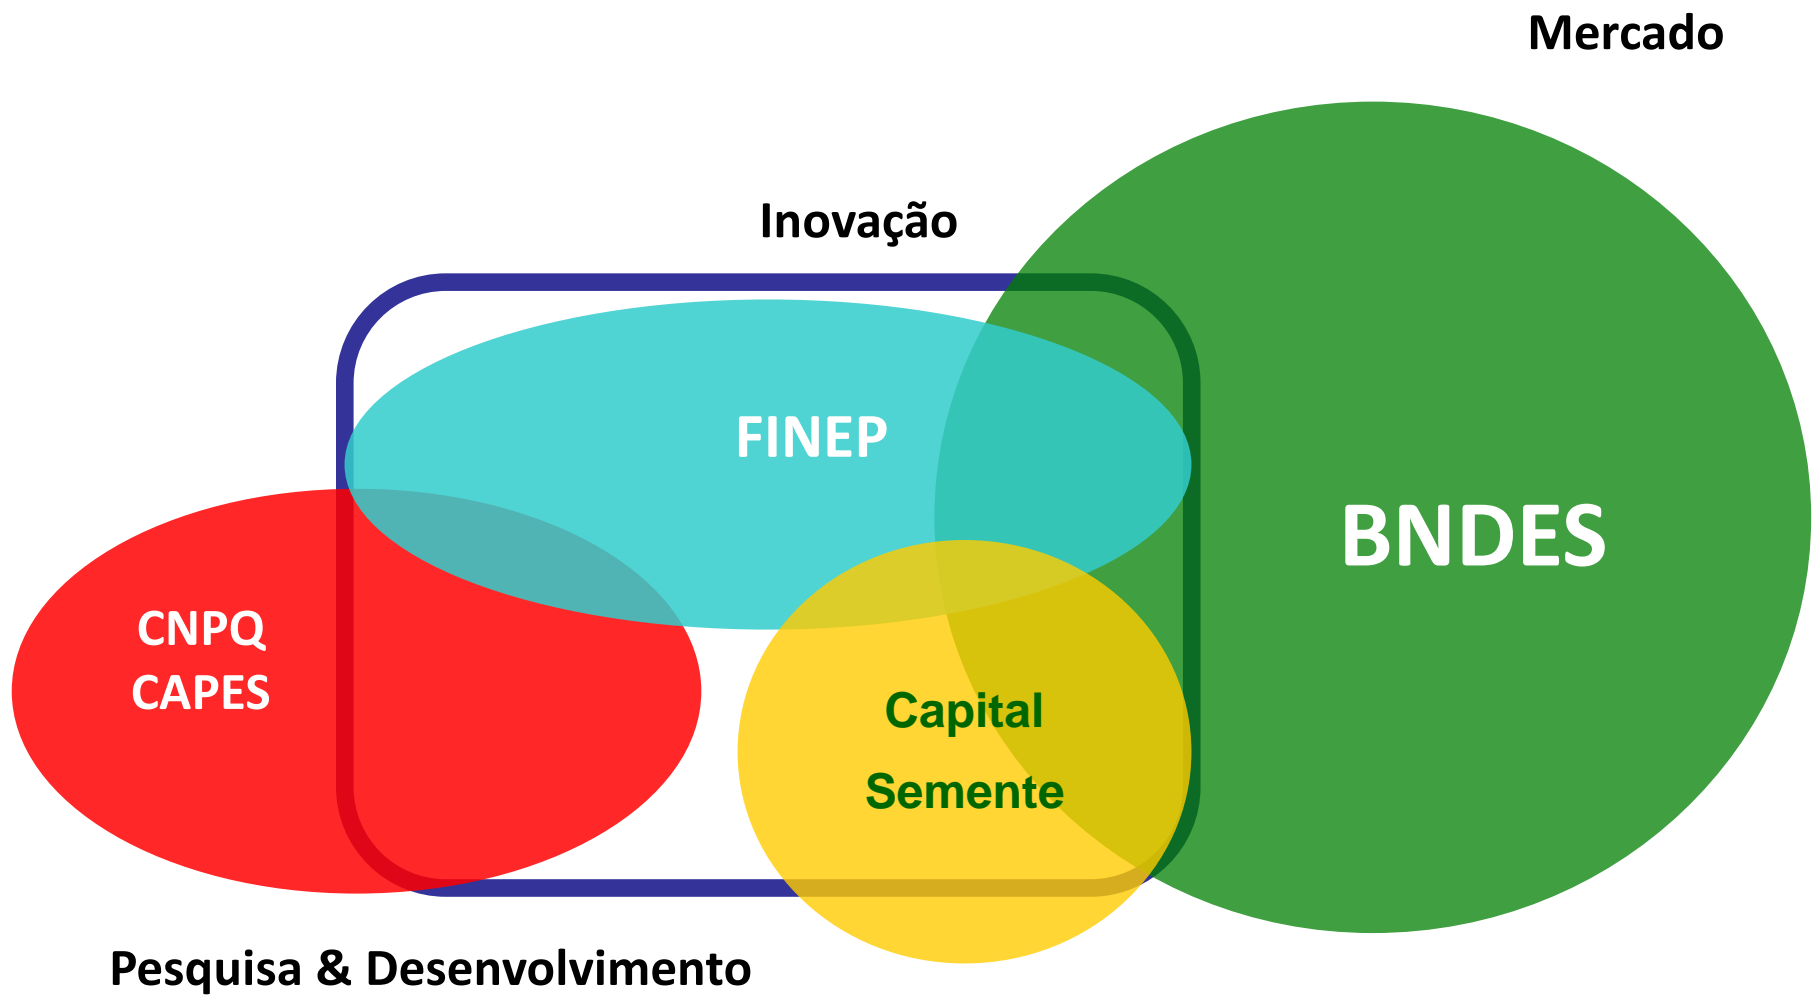 Mercado
Inovação
FINEP
BNDES
CNPQ
CAPES
Capital
Semente
Pesquisa & Desenvolvimento